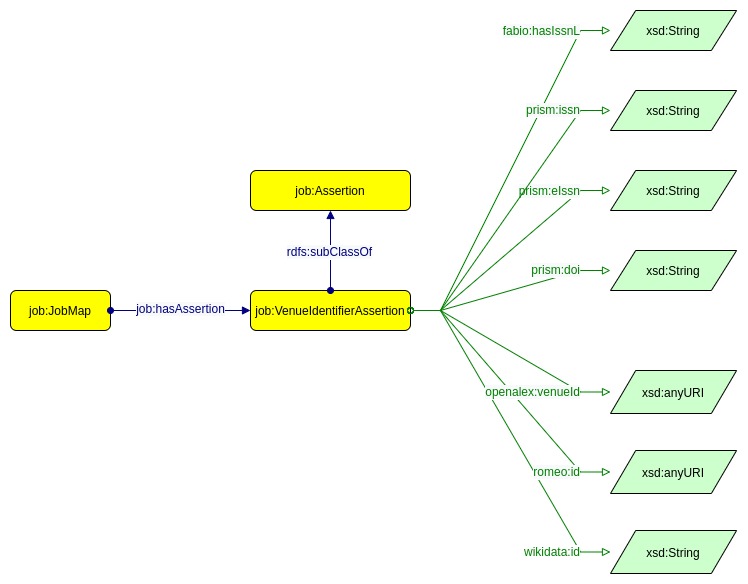 fabio:hasIssnL
xsd:String
prism:issn
xsd:String
job:Assertion
prism:eIssn
xsd:String
rdfs:subClassOf
prism:doi
xsd:String
job:JobMap
job:hasAssertion
job:VenueIdentifierAssertion
openalex:venueId
xsd:anyURI
romeo:id
xsd:anyURI
wikidata:id
xsd:String